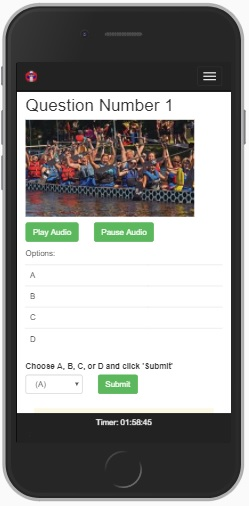 Question Number 1
Play Audio Pause Audio
Options:
A
B
C
D
Choose A, B, C, or D and click 'Submit'
(A) Submit
Timer: 01:58:45